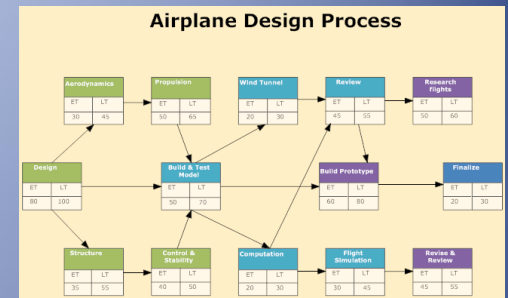 Airplane Design Process
Aerodynamics
ET LT
30 45
Propulsion
ET LT
50 65
Wind Tunnel
ET LT
20 30
Review
ET LT
45 55
Research
Flights
ET LT
50 60
Design
ET LT
80 100
Build & Test
Model
ET LT
50 70
Build Prototype
ET LT
60 80
Finalize
ET LT
20 30
Structure
ET LT
35 55
Control &
Stability
ET LT
40 50
Computation
ET LT
20 30
Flight
Simulation
ET LT
30 45
Revise &
Review
ET LT
45 55